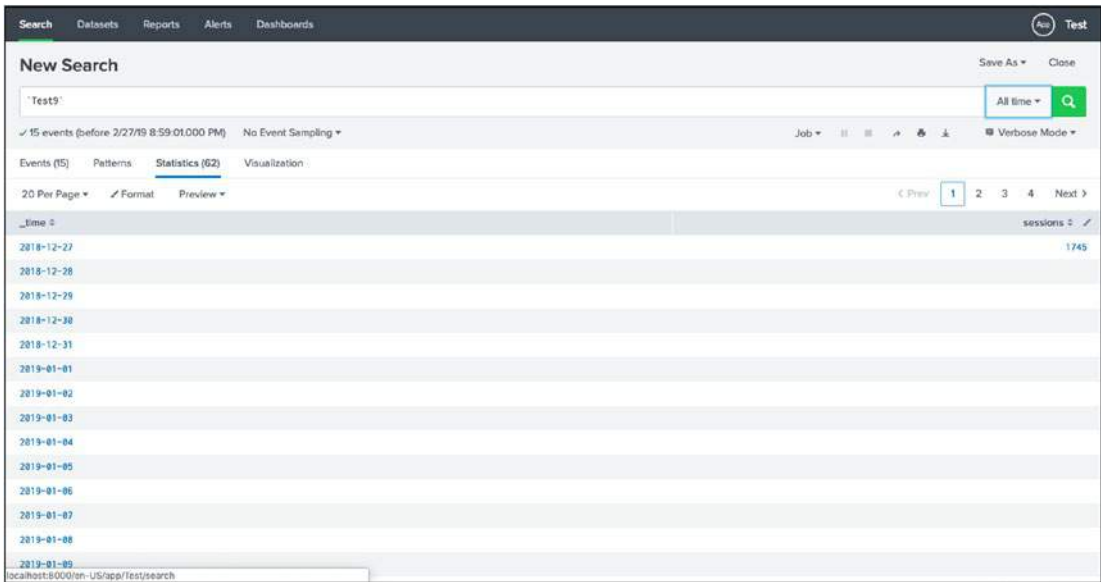 Search Datasets Reports Alerts Dashboards App Test
New Search Save As Close
`Test9` All time
✓ 15 events (before 2/27/19 8:59:01.000 PM) No Event Sampling Job Verbose Mode
Events (15) Patterns Statistics (62) Visualization
20 Per Page Format Preview < Prev 1 2 3 4 Next >
_time sessions
2018-12-27 1745
2018-12-28
2018-12-29
2018-12-30
2018-12-31
2019-01-01
2019-01-02
2019-01-03
2019-01-04
2019-01-05
2019-01-06
2019-01-07
2019-01-08
2019-01-09
localhost:8000/en-US/app/Test/search